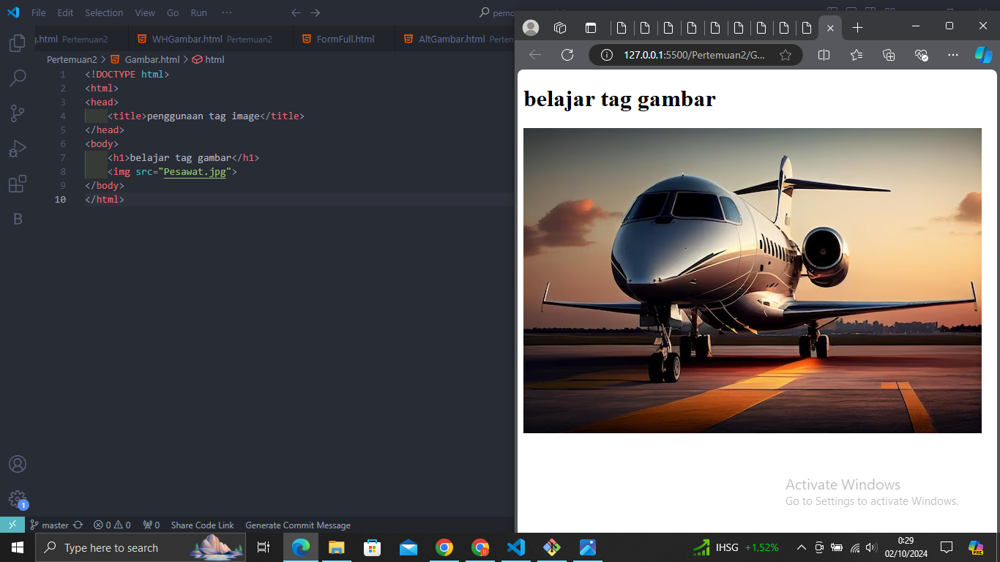 File Edit Selection View Go Run ···
.html Pertemuan2 WHGambar.html Pertemuan2 FormFull.html AltGambar.html
Pertemuan2 > Gambar.html > html
1 <!DOCTYPE html>
2 <html>
3 <head>
4 <title>penggunaan tag image</title>
5 </head>
6 <body>
7 <h1>belajar tag gambar</h1>
8 <img src="Pesawat.jpg">
9 </body>
10 </html>
B
1
master 0 0 0 Share Code Link Generate Commit Message
127.0.0.1:5500/Pertemuan2/G...
belajar tag gambar
Activate Windows
Go to Settings to activate Windows.
Type here to search
IHSG +1,52%
0:29
02/10/2024
PRE